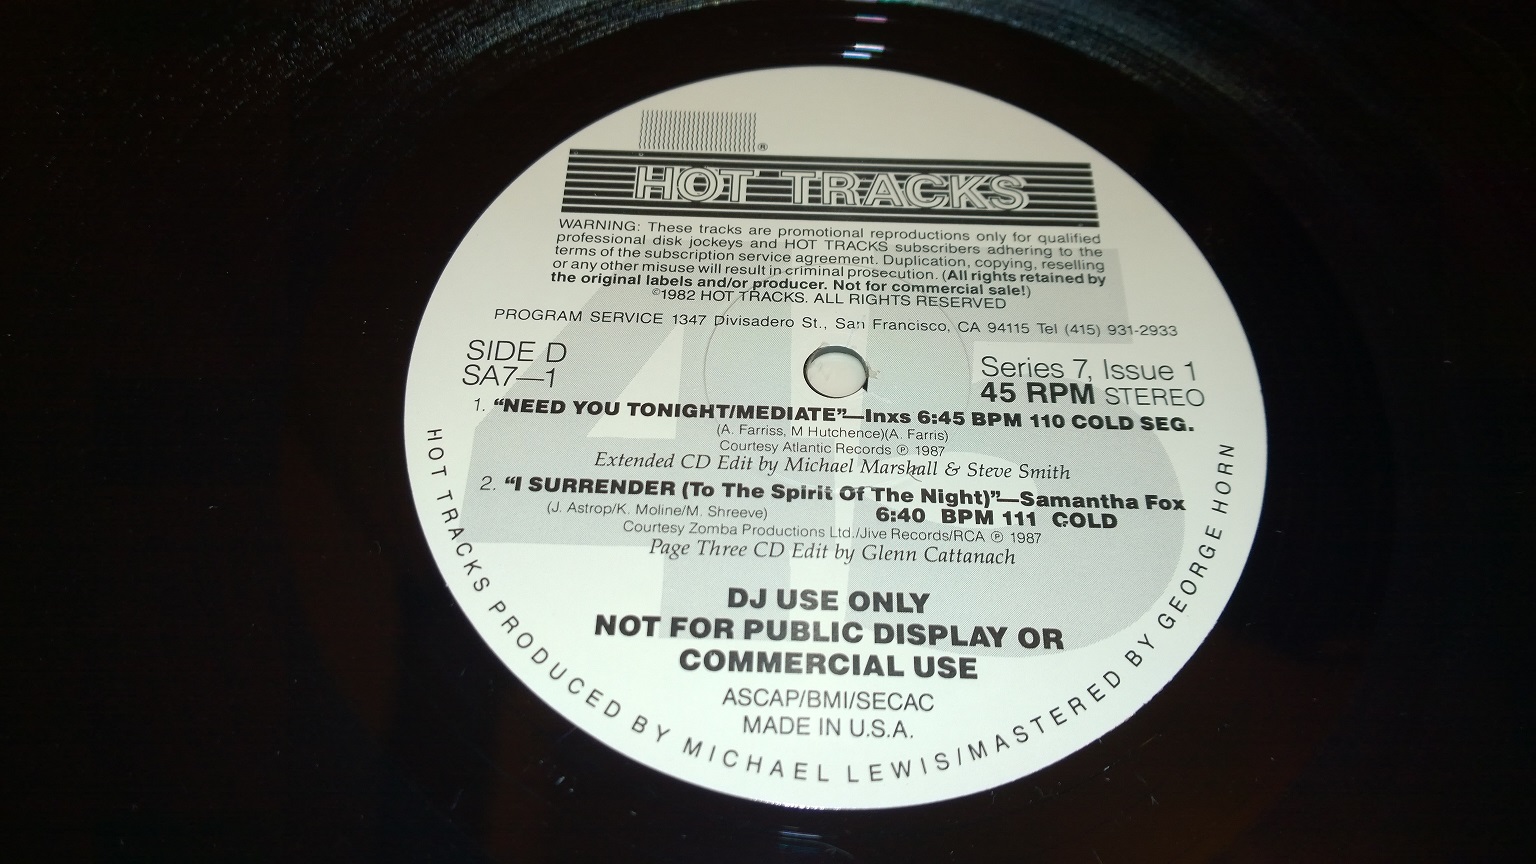 ®
HOT TRACKS
WARNING: These tracks are promotional reproductions only for qualified
professional disk jockeys and HOT TRACKS subscribers adhering to the
terms of the subscription service agreement. Duplication, copying, reselling
or any other misuse will result in criminal prosecution. (All rights retained by
the original labels and/or producer. Not for commercial sale!)
©1982 HOT TRACKS. ALL RIGHTS RESERVED
PROGRAM SERVICE 1347 Divisadero St., San Francisco, CA 94115 Tel (415) 931-2933
SIDE D
SA7—1
Series 7, Issue 1
45 RPM STEREO
45
1. “NEED YOU TONIGHT/MEDIATE”—Inxs 6:45 BPM 110 COLD SEG.
(A. Farriss, M Hutchence)(A. Farris)
Courtesy Atlantic Records ℗ 1987
Extended CD Edit by Michael Marshall & Steve Smith
2. “I SURRENDER (To The Spirit Of The Night)”—Samantha Fox
(J. Astrop/K. Moline/M. Shreeve) 6:40 BPM 111 COLD
Courtesy Zomba Productions Ltd./Jive Records/RCA ℗ 1987
Page Three CD Edit by Glenn Cattanach
DJ USE ONLY
NOT FOR PUBLIC DISPLAY OR
COMMERCIAL USE
ASCAP/BMI/SECAC
MADE IN U.S.A.
HOT TRACKS PRODUCED BY MICHAEL LEWIS/MASTERED BY GEORGE HORN